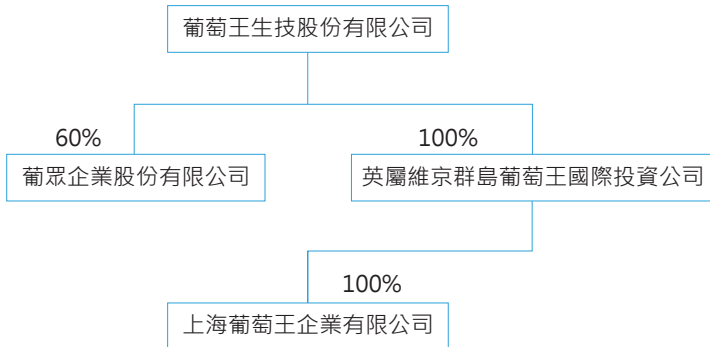 葡萄王生技股份有限公司
60%
100%
葡眾企業股份有限公司
英屬維京群島葡萄王國際投資公司
100%
上海葡萄王企業有限公司